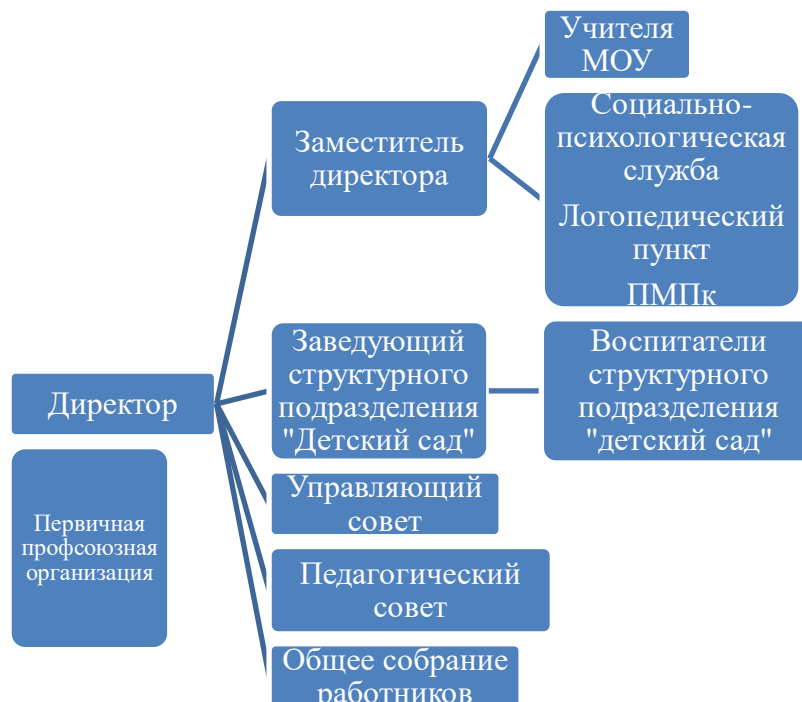 Учителя
МОУ
Социально-
психологическая
служба
Логопедический
пункт
ПМПк
Заместитель
директора
Заведующий
структурного
подразделения
"Детский сад"
Воспитатели
структурного
подразделения
"детский сад"
Директор
Управляющий
совет
Первичная
профсоюзная
организация
Педагогический
совет
Общее собрание
работников